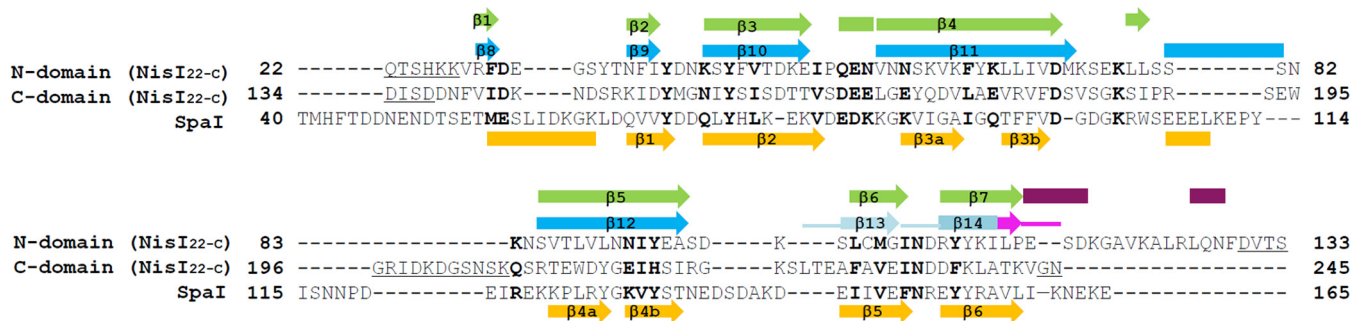 β1 β2 β3 β4
β8 β9 β10 β11
N-domain (NisI22-C) 22 -------QTSHKKVRFDE----GSYTNFIYDNKSYFVTDKEIPQENVNNSKVKFYKLLIVDMKSEKLLSS--------SN 82
C-domain (NisI22-C) 134 -------DISDDNFVIDK----NDSRKIDYMGNIYSISDTTVSDEELGEYQDVLAEVRVFDSVSGKSIPR-------SEW 195
SpaI 40 TMHFTDDNENDTSETMESLIDKGKLDQVVYDDQLYHLK-EKVDEDKKGKVIGAIGQTFFVD-GDGKRWSEEELKEPY--- 114
β1 β2 β3a β3b
β5 β6 β7
β12 β13 β14
N-domain (NisI22-C) 83 -----------------KNSVTLVLNNIYEASD-----K----SLCMGINDRYYKILPE--SDKGAVKALRLQNFDVTS 133
C-domain (NisI22-C) 196 ------GRIDKDGSNSKQSRTEWDYGEIHSIRG-----KSLTEAFAVEINDDFKLATKVGN------------------ 245
SpaI 115 ISNNPD---------EIREKKPLRYGKVYSTNEDSDAKD----EIIVEFNREYYRAVLI-KNEKE------------ 165
β4a β4b β5 β6